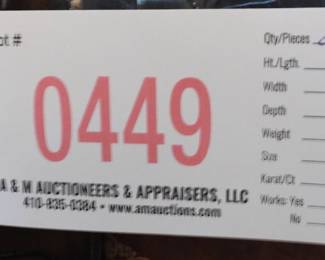 ot #
0449
A & M AUCTIONEERS & APPRAISERS, LLC
410-835-0384 • www.amauctions.com
Qty/Pieces
Ht./Lgth.
Width
Depth
Weight
Size
Karat/Ct
Works: Yes
No